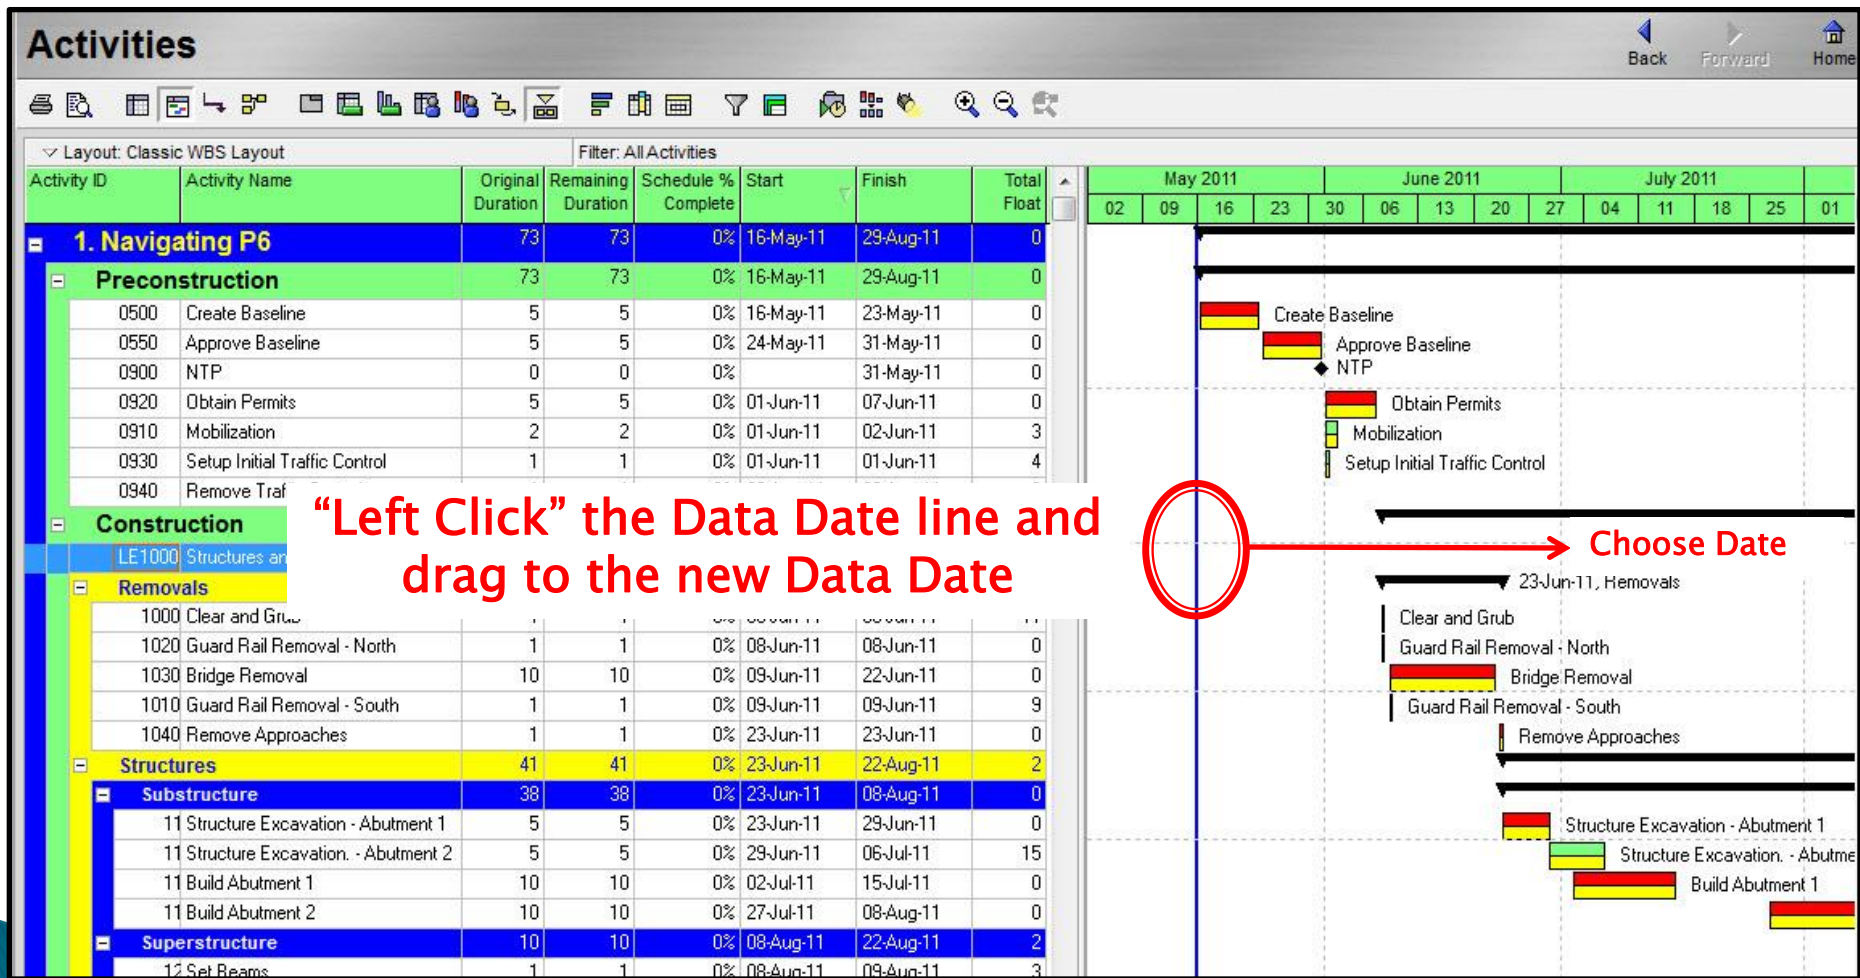 Activities
Back Forward Home
Layout: Classic WBS Layout Filter: All Activities
Activity ID Activity Name Original Duration Remaining Duration Schedule % Complete Start Finish Total Float
May 2011 June 2011 July 2011
02 09 16 23 30 06 13 20 27 04 11 18 25 01
1. Navigating P6 73 73 0% 16-May-11 29-Aug-11 0
Preconstruction 73 73 0% 16-May-11 29-Aug-11 0
0500 Create Baseline 5 5 0% 16-May-11 23-May-11 0 Create Baseline
0550 Approve Baseline 5 5 0% 24-May-11 31-May-11 0 Approve Baseline
0900 NTP 0 0 0% 31-May-11 0 NTP
0920 Obtain Permits 5 5 0% 01-Jun-11 07-Jun-11 0 Obtain Permits
0910 Mobilization 2 2 0% 01-Jun-11 02-Jun-11 3 Mobilization
0930 Setup Initial Traffic Control 1 1 0% 01-Jun-11 01-Jun-11 4 Setup Initial Traffic Control
0940 Remove
Construction
“Left Click” the Data Date line and
drag to the new Data Date
Choose Date
LE1000 Structures
Removals 23-Jun-11, Removals
1000 Clear and Grub Clear and Grub
1020 Guard Rail Removal - North 1 1 0% 08-Jun-11 08-Jun-11 0 Guard Rail Removal - North
1030 Bridge Removal 10 10 0% 09-Jun-11 22-Jun-11 0 Bridge Removal
1010 Guard Rail Removal - South 1 1 0% 09-Jun-11 09-Jun-11 9 Guard Rail Removal - South
1040 Remove Approaches 1 1 0% 23-Jun-11 23-Jun-11 0 Remove Approaches
Structures 41 41 0% 23-Jun-11 22-Aug-11 2
Substructure 38 38 0% 23-Jun-11 08-Aug-11 0
11 Structure Excavation - Abutment 1 5 5 0% 23-Jun-11 29-Jun-11 0 Structure Excavation - Abutment 1
11 Structure Excavation. - Abutment 2 5 5 0% 29-Jun-11 06-Jul-11 15 Structure Excavation. - Abutme
11 Build Abutment 1 10 10 0% 02-Jul-11 15-Jul-11 0 Build Abutment 1
11 Build Abutment 2 10 10 0% 27-Jul-11 08-Aug-11 0
Superstructure 10 10 0% 08-Aug-11 22-Aug-11 2
12 Set Beams 1 1 0% 08-Aug-11 09-Aug-11 3